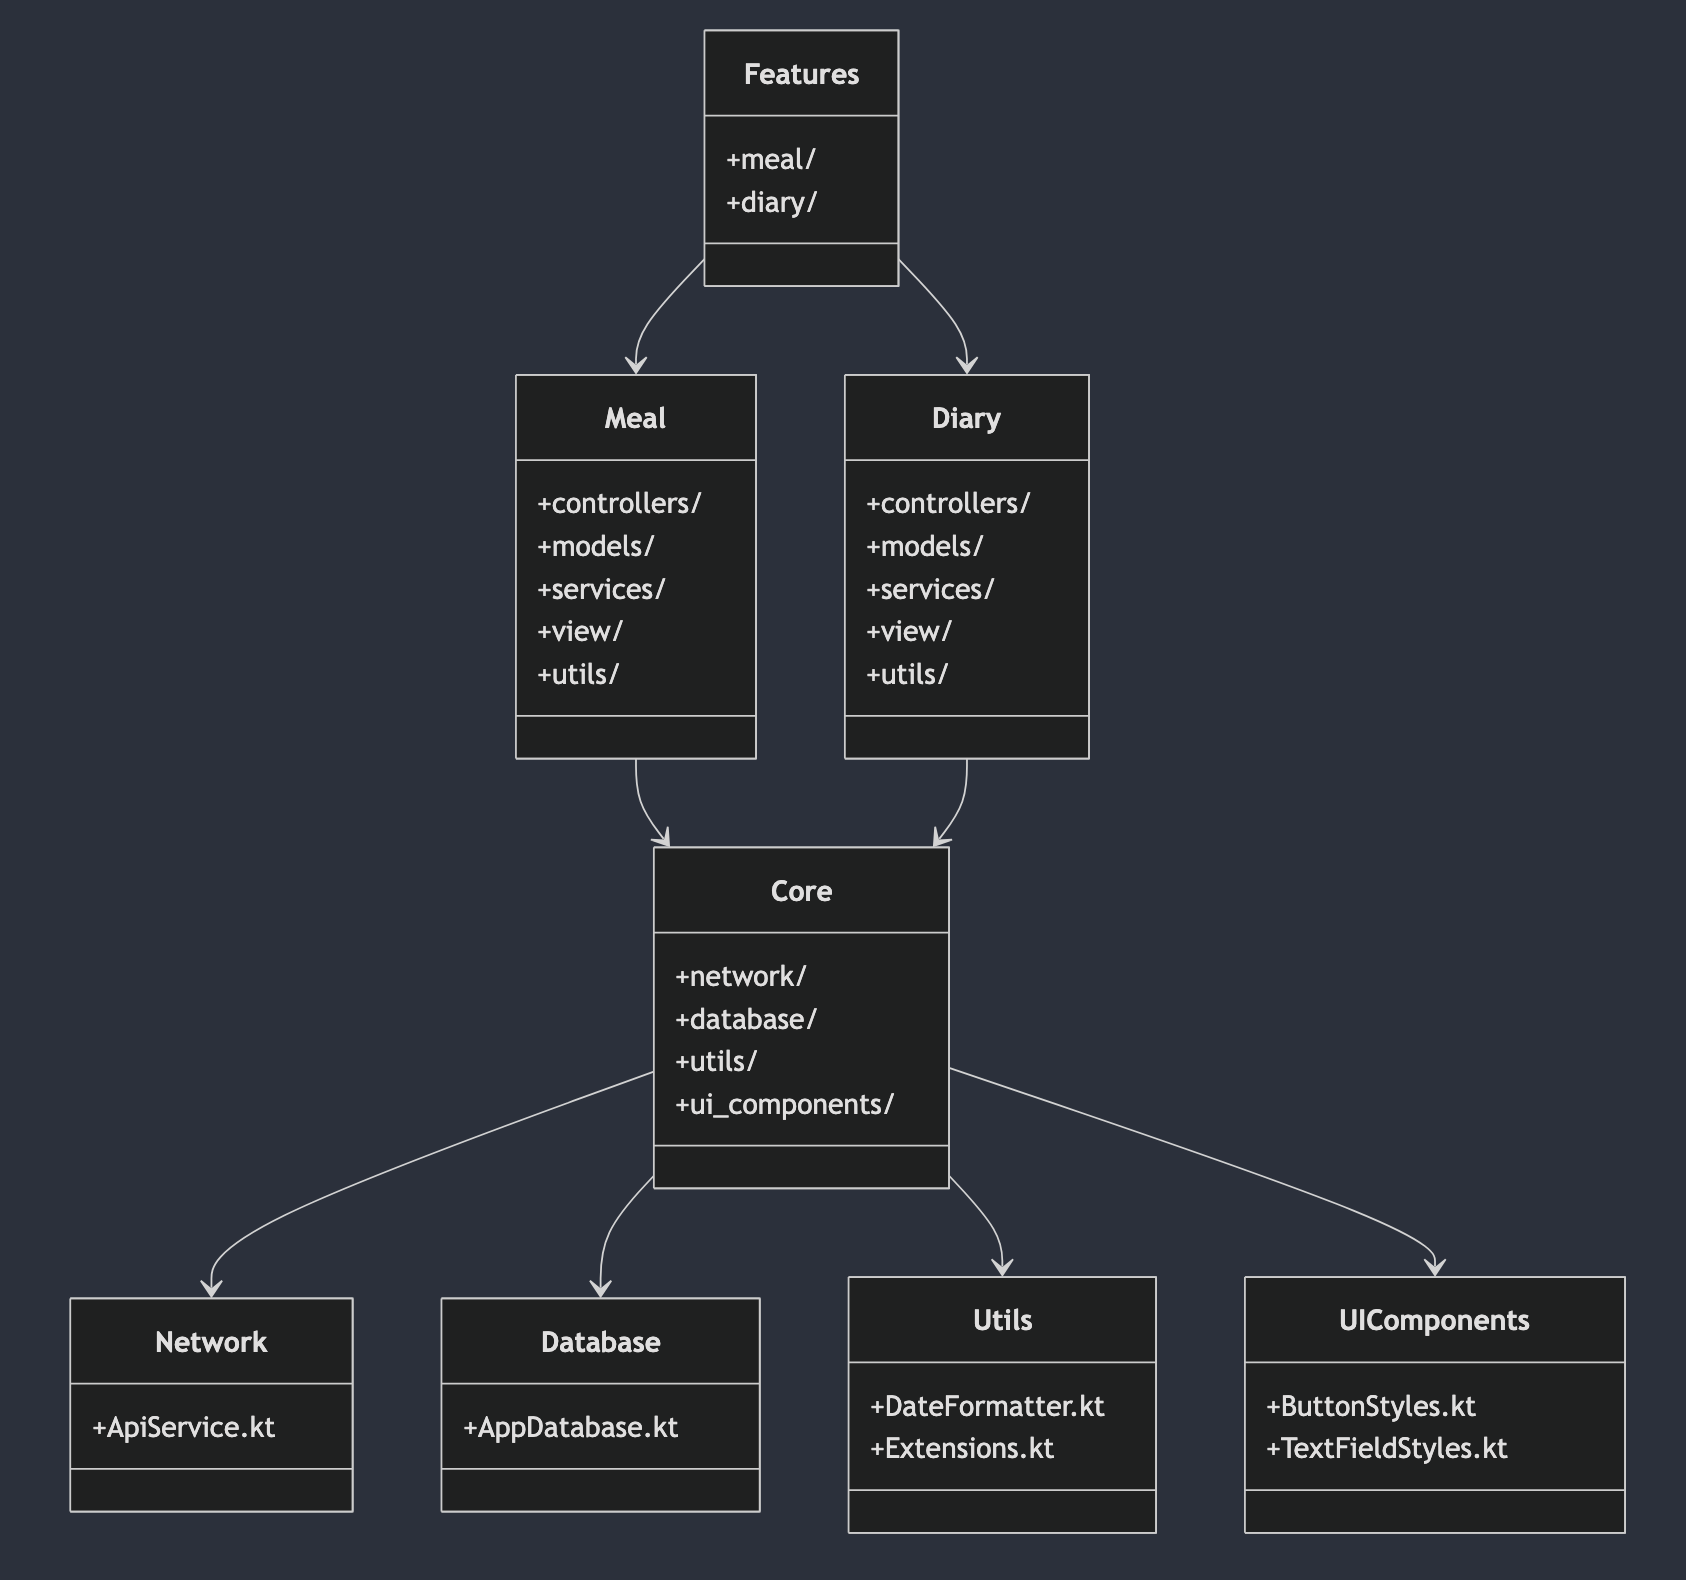 Features
+meal/
+diary/
Meal
+controllers/
+models/
+services/
+view/
+utils/
Diary
+controllers/
+models/
+services/
+view/
+utils/
Core
+network/
+database/
+utils/
+ui_components/
Network
+ApiService.kt
Database
+AppDatabase.kt
Utils
+DateFormatter.kt
+Extensions.kt
UIComponents
+ButtonStyles.kt
+TextFieldStyles.kt